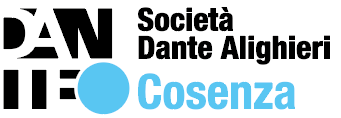 DAN
TE
Società
Dante Alighieri
Cosenza